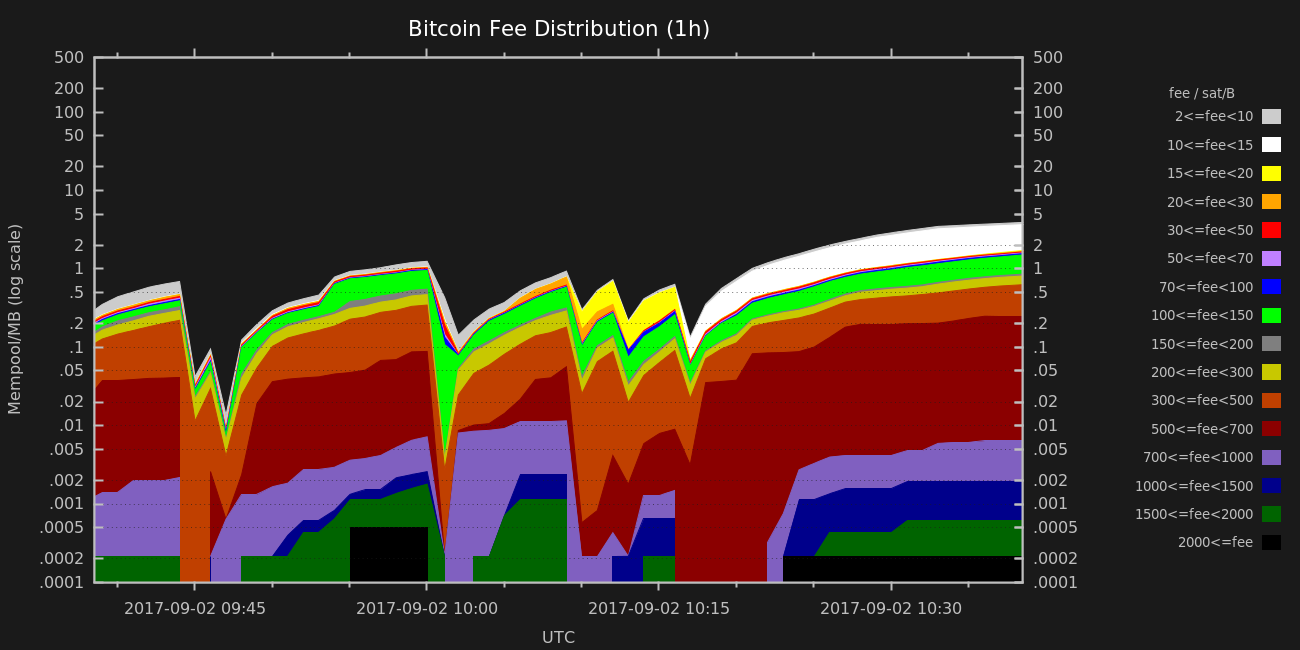 Bitcoin Fee Distribution (1h)
Mempool/MB (log scale)
500
200
100
50
20
10
5
2
1
.5
.2
.1
.05
.02
.01
.005
.002
.001
.0005
.0002
.0001
500
200
100
50
20
10
5
2
1
.5
.2
.1
.05
.02
.01
.005
.002
.001
.0005
.0002
.0001
2017-09-02 09:45
2017-09-02 10:00
2017-09-02 10:15
2017-09-02 10:30
UTC
fee / sat/B
2<=fee<10
10<=fee<15
15<=fee<20
20<=fee<30
30<=fee<50
50<=fee<70
70<=fee<100
100<=fee<150
150<=fee<200
200<=fee<300
300<=fee<500
500<=fee<700
700<=fee<1000
1000<=fee<1500
1500<=fee<2000
2000<=fee